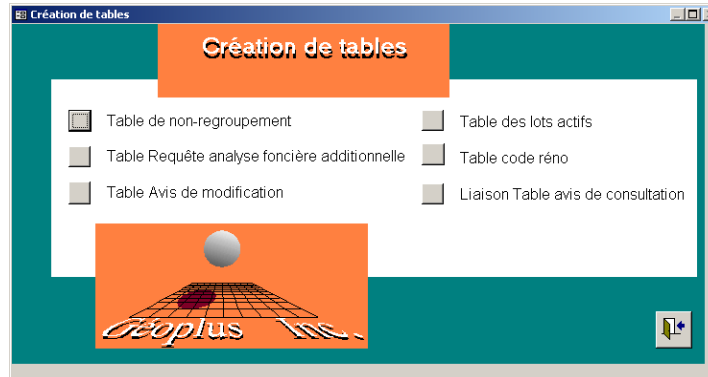 Création de tables
Création de tables
Table de non-regroupement
Table des lots actifs
Table Requête analyse foncière additionnelle
Table code réno
Table Avis de modification
Liaison Table avis de consultation
Géoplus Inc.